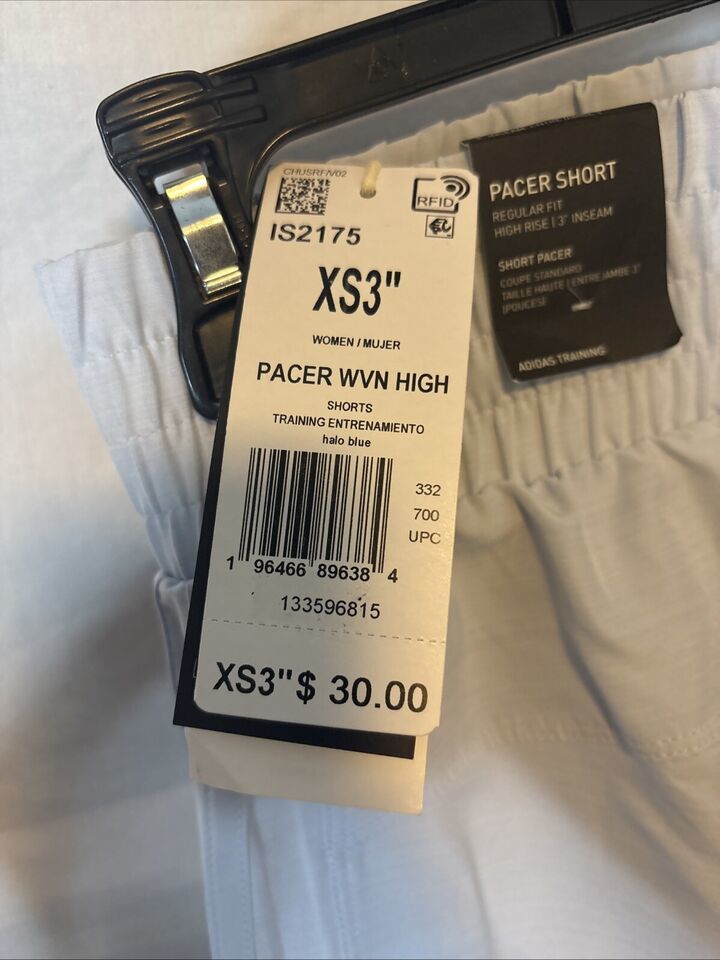 CHUSRF/V02
RFID
IS2175
XS3"
WOMEN / MUJER
PACER WVN HIGH
SHORTS
TRAINING ENTRENAMIENTO
halo blue
332
700
UPC
1 96466 89638 4
133596815
XS3" $ 30.00
PACER SHORT
REGULAR FIT
HIGH RISE | 3" INSEAM
SHORT PACER
COUPE STANDARD
TAILLE HAUTE | ENTREJAMBE 3"
(POUCES)
ADIDAS TRAINING